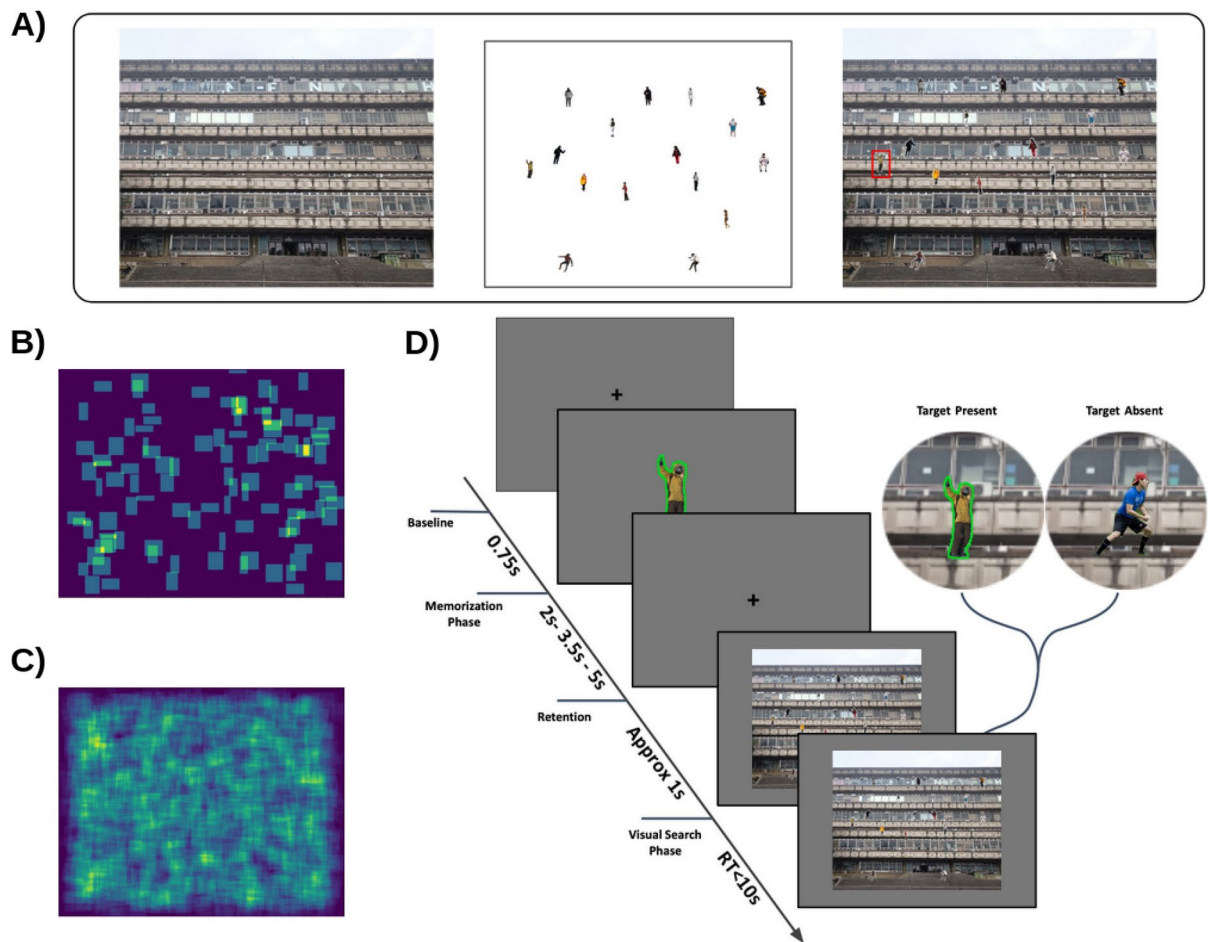 A)
B)
C)
D)
Target Present
Target Absent
Baseline
0.75s
Memorization
Phase
2s- 3.5s - 5s
Retention
Approx 1s
Visual Search
Phase
RT<10s